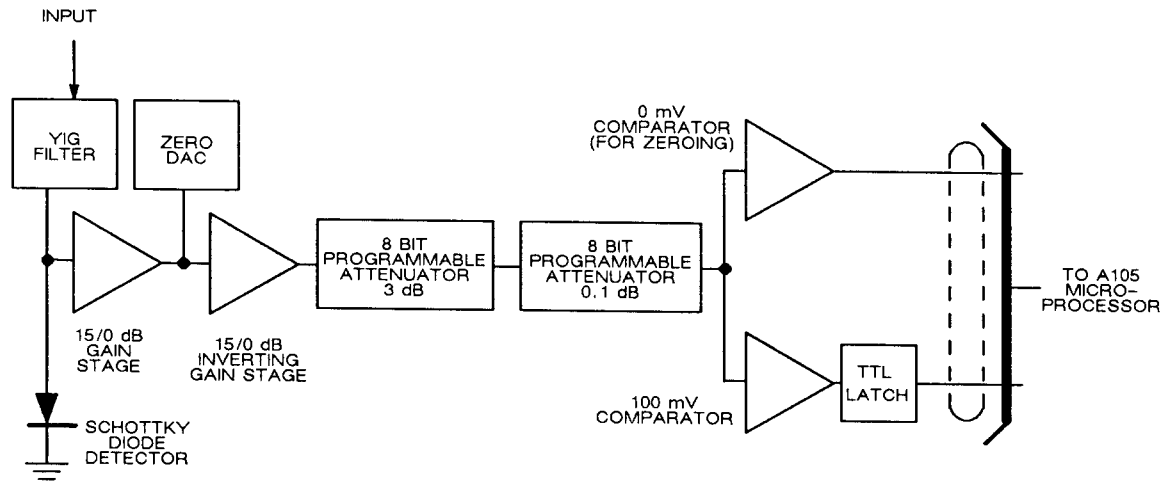 INPUT
YIG
FILTER
ZERO
DAC
15/0 dB
GAIN
STAGE
15/0 dB
INVERTING
GAIN STAGE
8 BIT
PROGRAMMABLE
ATTENUATOR
3 dB
8 BIT
PROGRAMMABLE
ATTENUATOR
0.1 dB
0 mV
COMPARATOR
(FOR ZEROING)
100 mV
COMPARATOR
TTL
LATCH
TO A105
MICRO-
PROCESSOR
SCHOTTKY
DIODE
DETECTOR